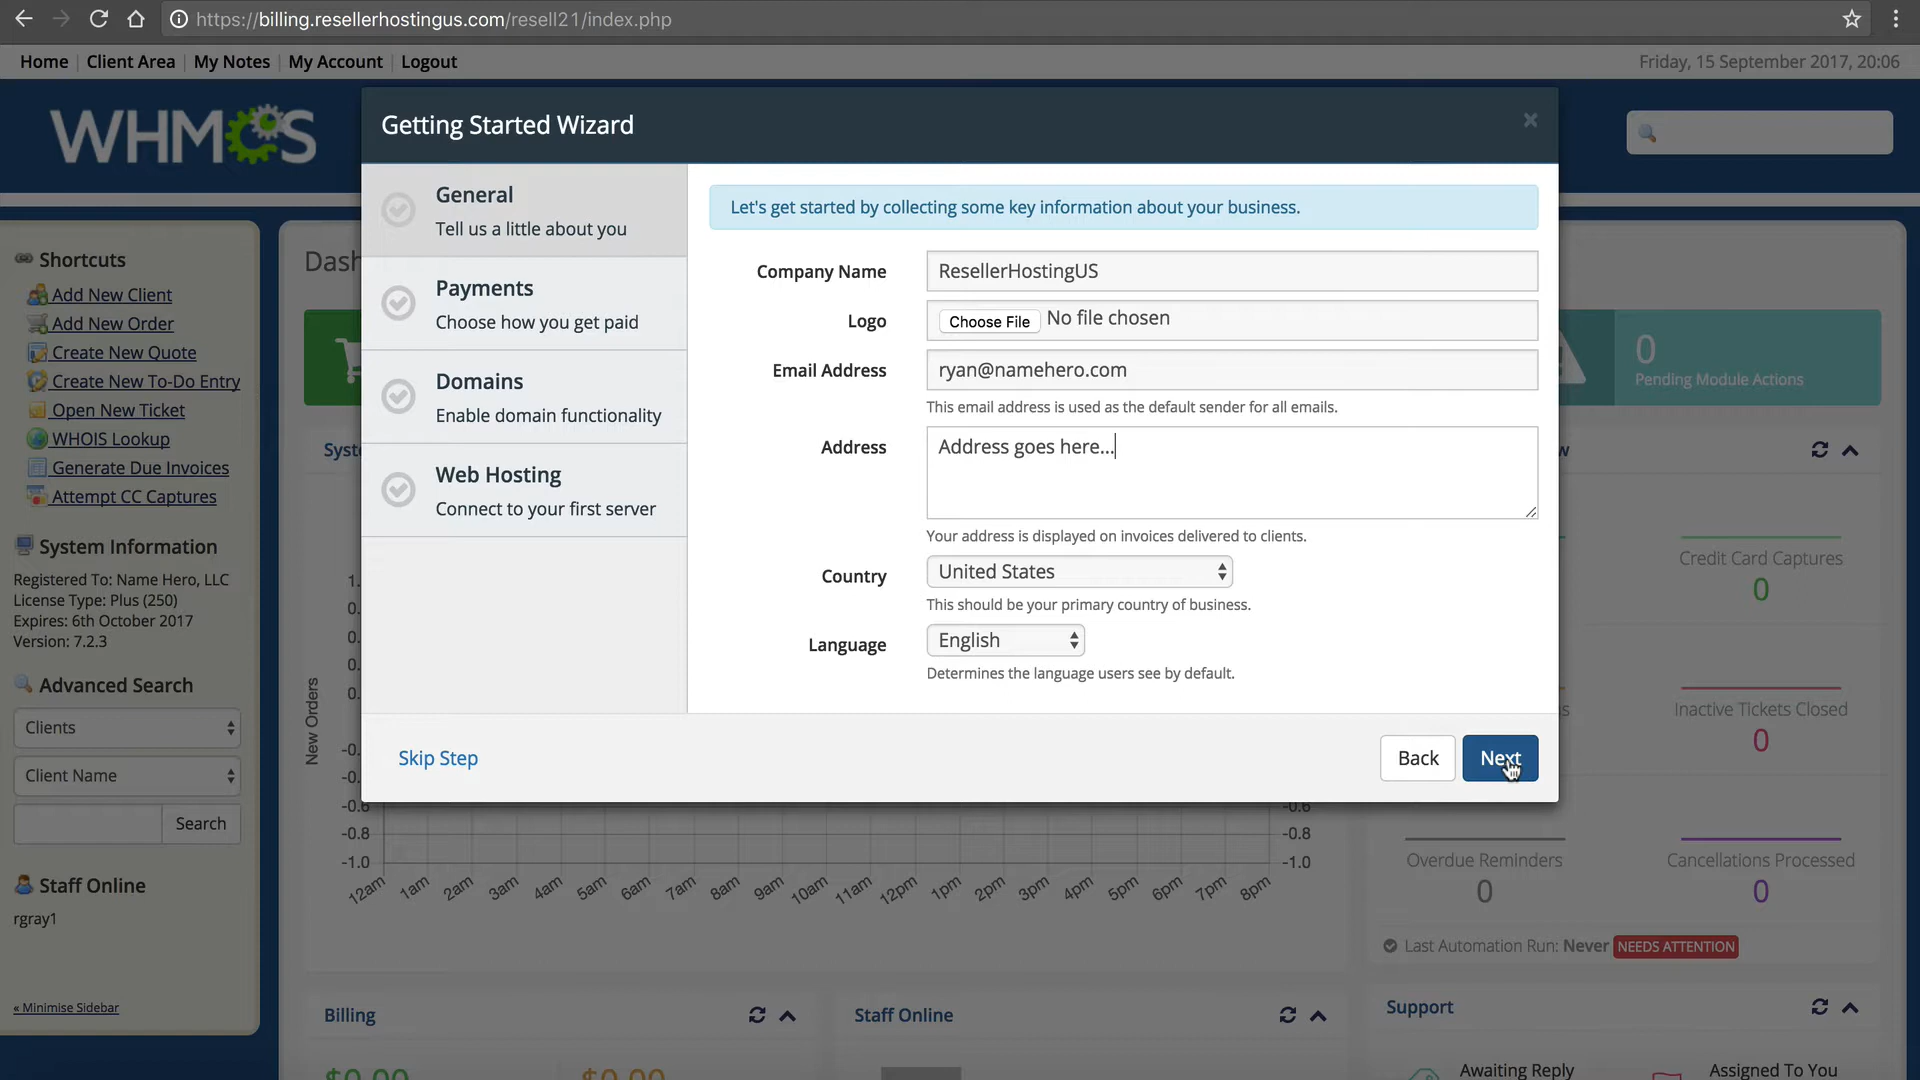 https://billing.resellerhostingus.com/resell21/index.php
Home Client Area My Notes My Account Logout
Friday, 15 September 2017, 20:06
WHMCS
Getting Started Wizard
×
General
Tell us a little about you
Payments
Choose how you get paid
Domains
Enable domain functionality
Web Hosting
Connect to your first server
Let's get started by collecting some key information about your business.
Company Name ResellerHostingUS
Logo Choose File No file chosen
Email Address ryan@namehero.com
This email address is used as the default sender for all emails.
Address Address goes here...
Your address is displayed on invoices delivered to clients.
Country United States
This should be your primary country of business.
Language English
Determines the language users see by default.
Skip Step
Back
Next
Shortcuts
Add New Client
Add New Order
Create New Quote
Create New To-Do Entry
Open New Ticket
WHOIS Lookup
Generate Due Invoices
Attempt CC Captures
System Information
Registered To: Name Hero, LLC
License Type: Plus (250)
Expires: 6th October 2017
Version: 7.2.3
Advanced Search
Clients
Client Name
Search
Staff Online
rgray1
« Minimise Sidebar
0
Pending Module Actions
New Orders
-0.6 -0.6
-0.8 -0.8
-1.0 -1.0
12am 1am 2am 3am 4am 5am 6am 7am 8am 9am 10am 11am 12pm 1pm 2pm 3pm 4pm 5pm 6pm 7pm 8pm
Credit Card Captures
0
Inactive Tickets Closed
0
Overdue Reminders
0
Cancellations Processed
0
Last Automation Run: Never NEEDS ATTENTION
Billing
$0.00 $0.00
Staff Online
Support
Awaiting Reply
Assigned To You